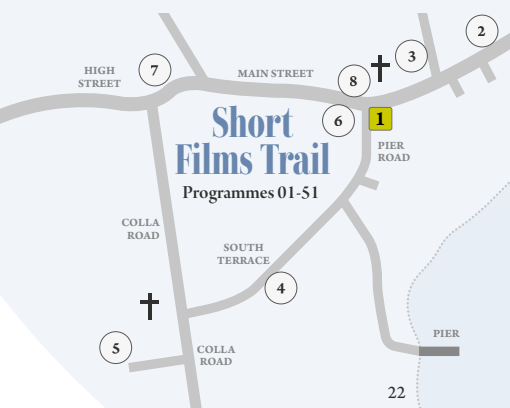 2
3
7
HIGH
STREET
MAIN STREET
8
6
1
Short
Films Trail
Programmes 01-51
PIER
ROAD
COLLA
ROAD
SOUTH
TERRACE
4
PIER
5
COLLA
ROAD
22